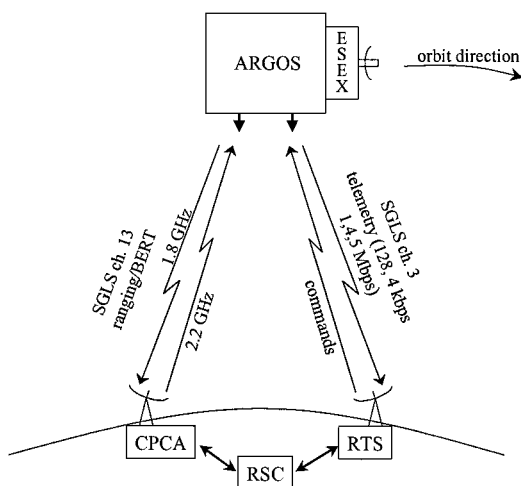 ARGOS
ESEX
orbit direction
SGLS ch. 13
ranging/BERT
1.8 GHz
2.2 GHz
commands
SGLS ch. 3
telemetry (128, 4 kbps
1,4,5 Mbps)
CPCA
RSC
RTS